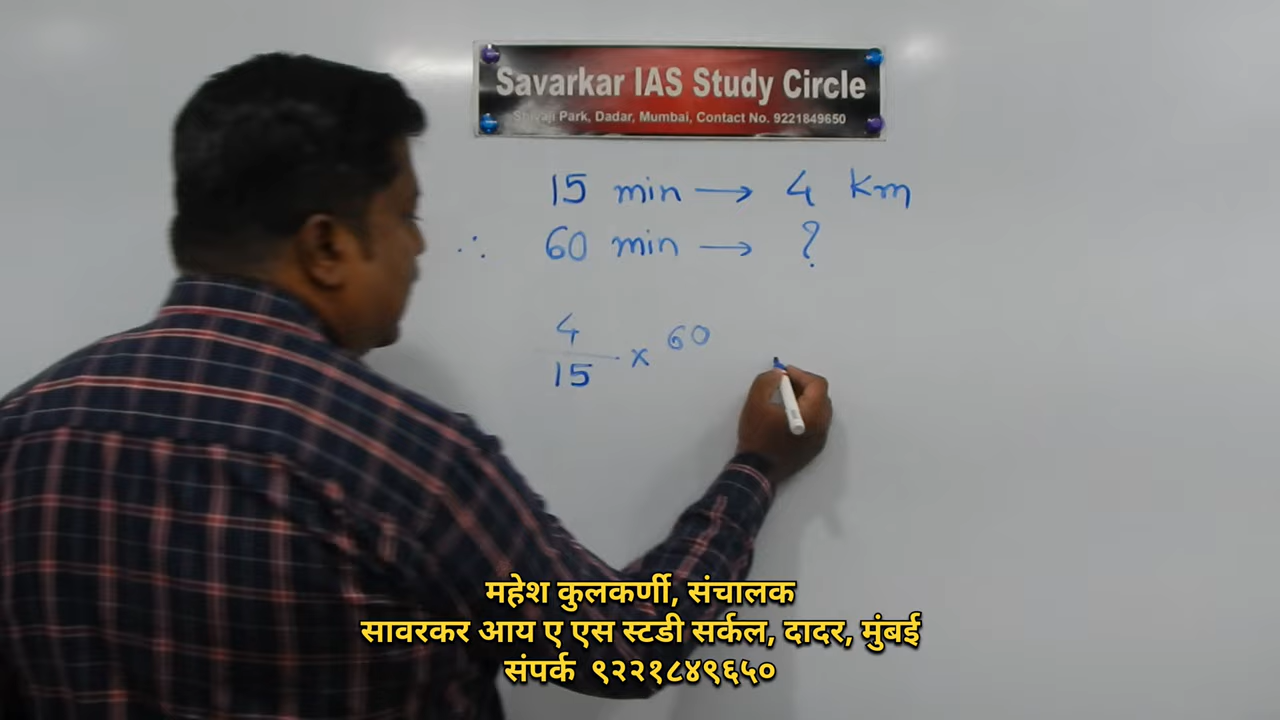 Savarkar IAS Study Circle
Shivaji Park, Dadar, Mumbai, Contact No. 9221849650
15 min → 4 Km
∴ 60 min → ?
4
15
× 60
महेश कुलकर्णी, संचालक
सावरकर आय ए एस स्टडी सर्कल, दादर, मुंबई
संपर्क ९२२१८४९६५०